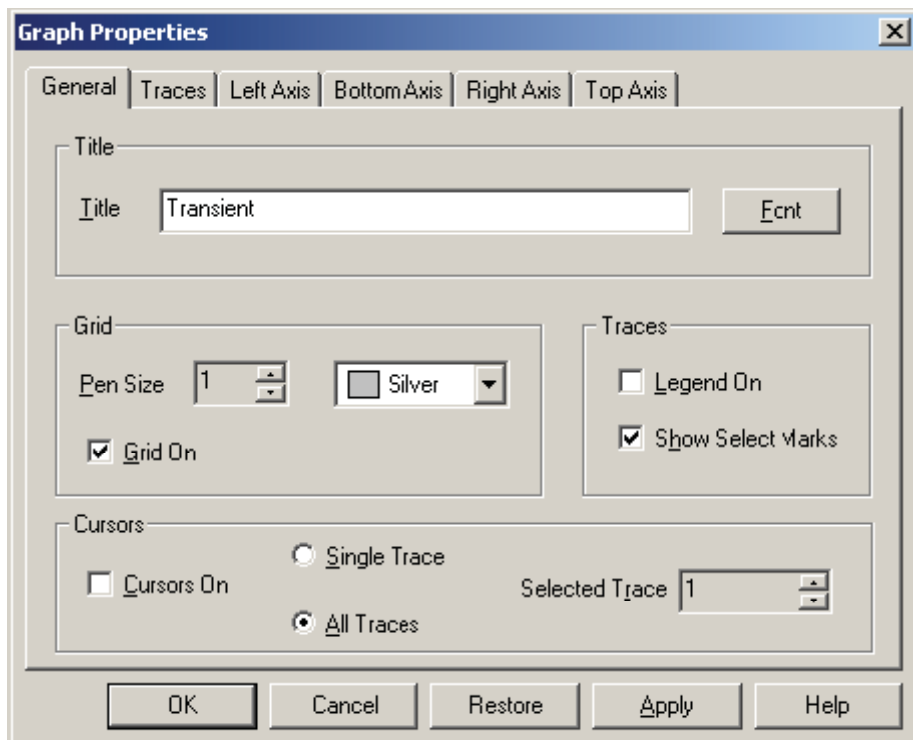 Graph Properties
General Traces Left Axis Bottom Axis Right Axis Top Axis
Title
Title Transient Font
Grid Traces
Pen Size 1 Silver Legend On
Grid On Show Select Marks
Cursors
Single Trace
Cursors On Selected Trace 1
All Traces
OK Cancel Restore Apply Help